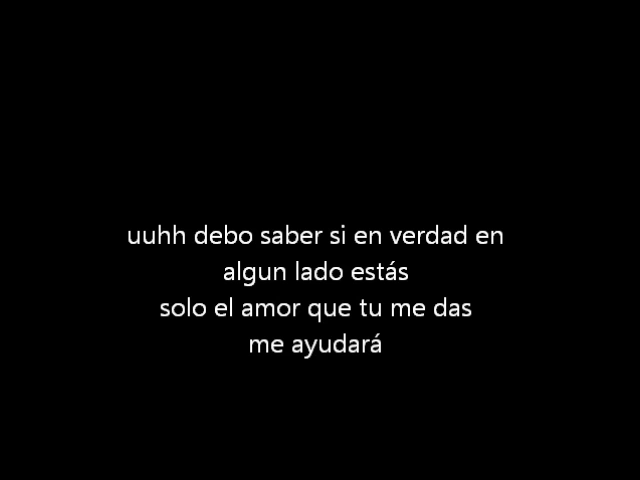 uuhh debo saber si en verdad en
algun lado estás
solo el amor que tu me das
me ayudará